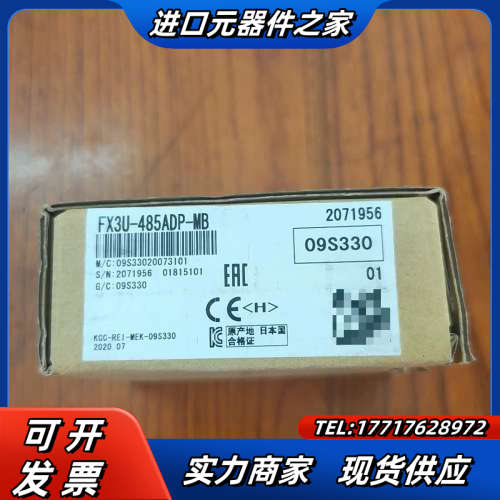 进口元器件之家
FX3U-485ADP-MB
2071956
M/C:09S33020073101
S/N:2071956 01815101
G/C:09S330
09S330
01
EAC
CE <H>
原产地 日本国
合格证
KCC-REI-MEK-09S330
2020.07
TEL:17717628972
可开
发票
实力商家 现货供应